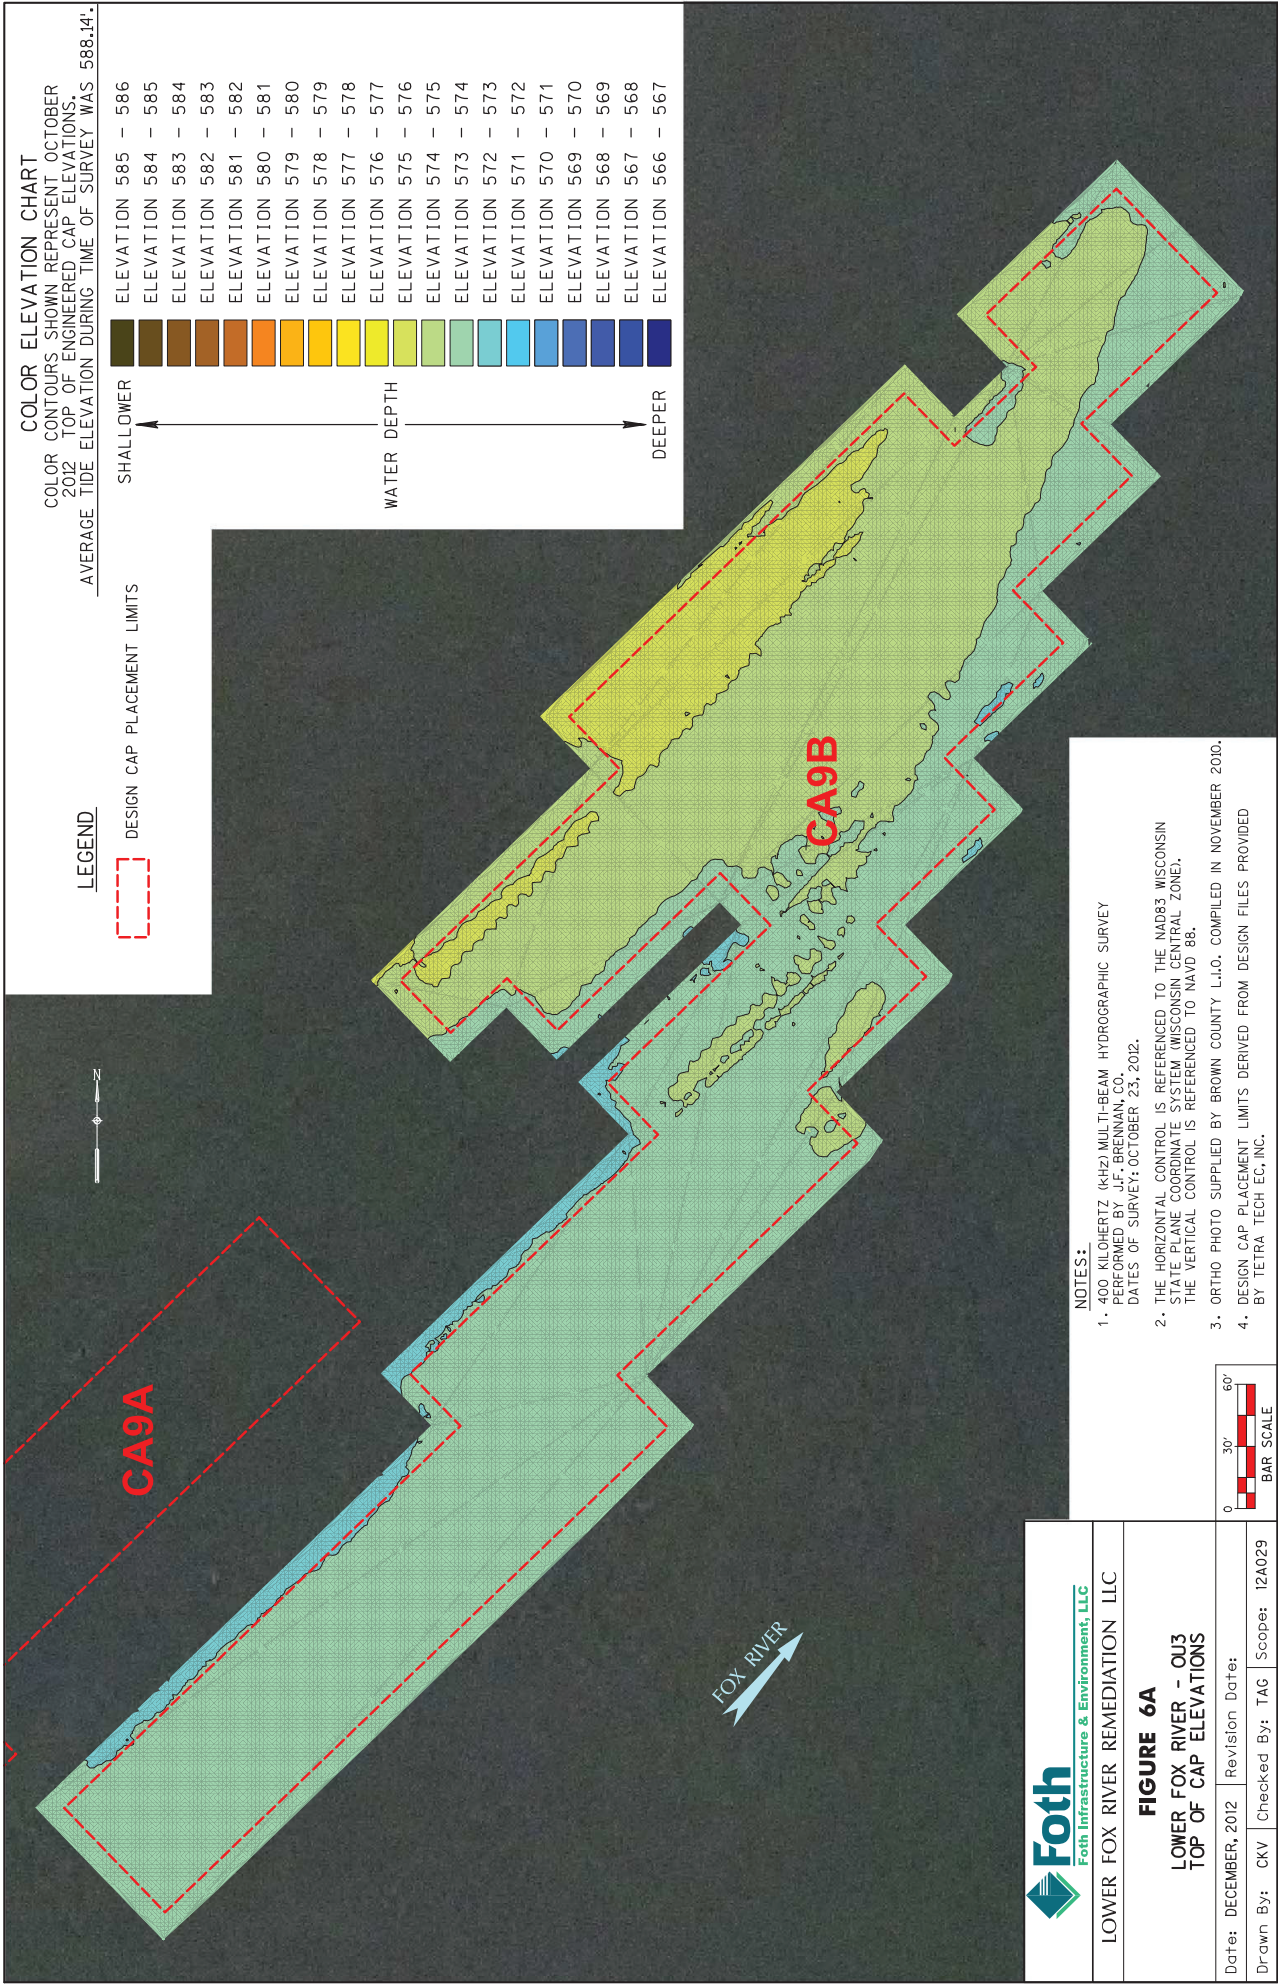 COLOR ELEVATION CHART
COLOR CONTOURS SHOWN REPRESENT OCTOBER
2012 TOP OF ENGINEERED CAP ELEVATIONS.
AVERAGE TIDE ELEVATION DURING TIME OF SURVEY WAS 588.14'.
SHALLOWER
WATER DEPTH
DEEPER
ELEVATION 585 - 586
ELEVATION 584 - 585
ELEVATION 583 - 584
ELEVATION 582 - 583
ELEVATION 581 - 582
ELEVATION 580 - 581
ELEVATION 579 - 580
ELEVATION 578 - 579
ELEVATION 577 - 578
ELEVATION 576 - 577
ELEVATION 575 - 576
ELEVATION 574 - 575
ELEVATION 573 - 574
ELEVATION 572 - 573
ELEVATION 571 - 572
ELEVATION 570 - 571
ELEVATION 569 - 570
ELEVATION 568 - 569
ELEVATION 567 - 568
ELEVATION 566 - 567
LEGEND
DESIGN CAP PLACEMENT LIMITS
N
CA9A
CA9B
FOX RIVER
NOTES:
1. 400 KILOHERTZ (kHz) MULTI-BEAM HYDROGRAPHIC SURVEY
PERFORMED BY J.F. BRENNAN, CO.
DATES OF SURVEY: OCTOBER 23, 2012.
2. THE HORIZONTAL CONTROL IS REFERENCED TO THE NAD83 WISCONSIN
STATE PLANE COORDINATE SYSTEM (WISCONSIN CENTRAL ZONE).
THE VERTICAL CONTROL IS REFERENCED TO NAVD 88.
3. ORTHO PHOTO SUPPLIED BY BROWN COUNTY L.I.O. COMPILED IN NOVEMBER 2010.
4. DESIGN CAP PLACEMENT LIMITS DERIVED FROM DESIGN FILES PROVIDED
BY TETRA TECH EC, INC.
0 30' 60'
BAR SCALE
Foth
Foth Infrastructure & Environment, LLC
LOWER FOX RIVER REMEDIATION LLC
FIGURE 6A
LOWER FOX RIVER - OU3
TOP OF CAP ELEVATIONS
Date: DECEMBER, 2012 Revision Date:
Drawn By: CKV Checked By: TAG Scope: 12A029